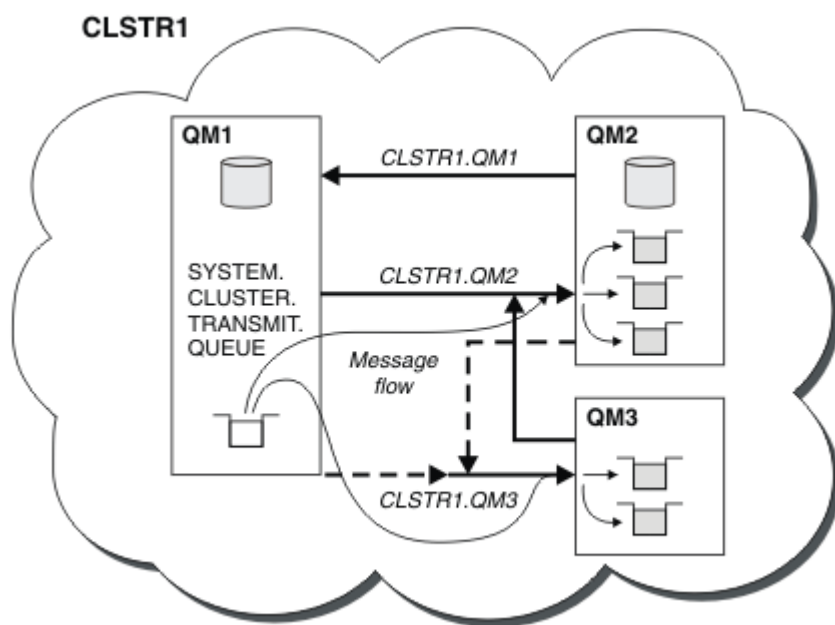 CLSTR1
QM1
QM2
CLSTR1.QM1
SYSTEM.
CLUSTER.
TRANSMIT.
QUEUE
CLSTR1.QM2
Message
flow
QM3
CLSTR1.QM3